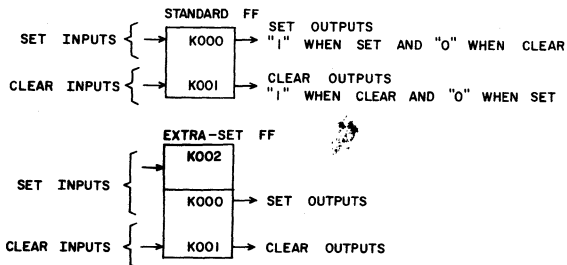 STANDARD FF
SET OUTPUTS
SET INPUTS K000 "1" WHEN SET AND "0" WHEN CLEAR
CLEAR OUTPUTS
CLEAR INPUTS K001 "1" WHEN CLEAR AND "0" WHEN SET
EXTRA-SET FF
K002
SET INPUTS
K000 SET OUTPUTS
CLEAR INPUTS K001 CLEAR OUTPUTS